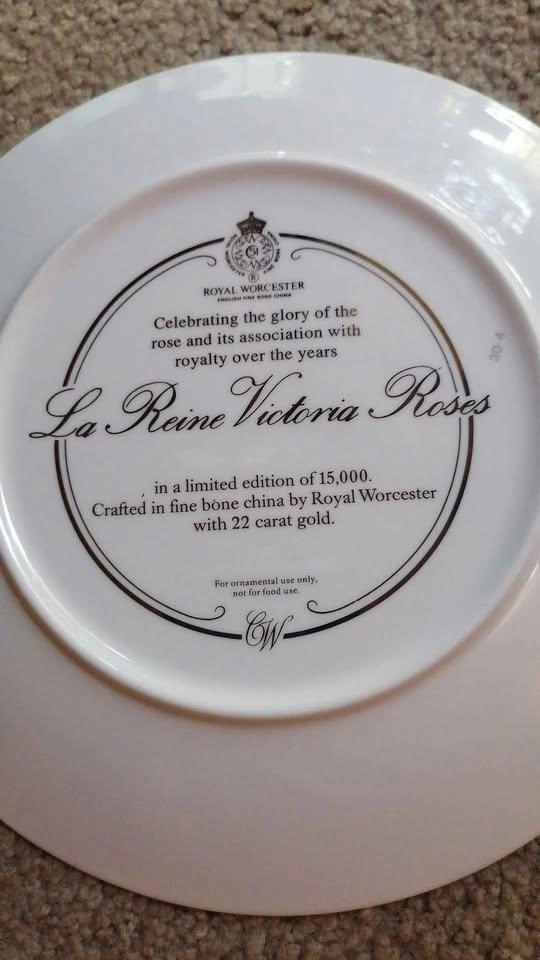 ROYAL WORCESTER
ENGLISH FINE BONE CHINA
Celebrating the glory of the
rose and its association with
royalty over the years
La Reine Victoria Roses
in a limited edition of 15,000.
Crafted in fine bone china by Royal Worcester
with 22 carat gold.
For ornamental use only,
not for food use.
CW
30-4